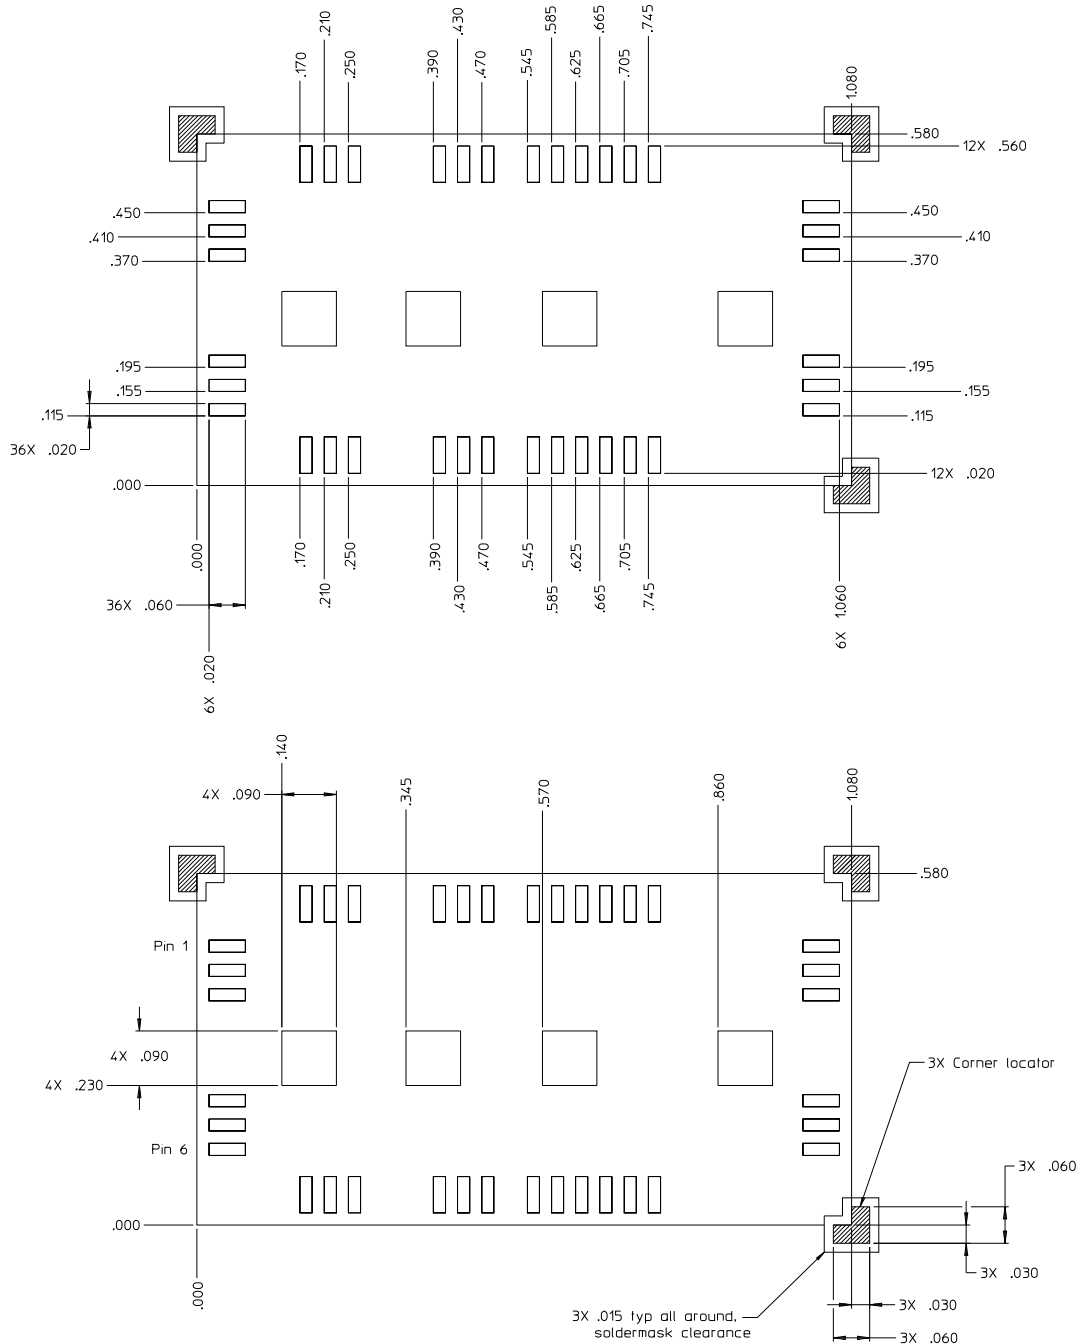 .170
.210
.250
.390
.430
.470
.545
.585
.625
.665
.705
.745
1.080
.580
12X .560
.450
.410
.370
.450
.410
.370
.195
.155
.115
36X .020
.195
.155
.115
.000
12X .020
.000
.170
.210
.250
.390
.430
.470
.545
.585
.625
.665
.705
.745
36X .060
6X .020
6X 1.060
.140
4X .090
.345
.570
.860
1.080
.580
Pin 1
4X .090
4X .230
3X Corner locator
Pin 6
3X .060
.000
3X .030
.000
3X .030
3X .015 typ all around,
soldermask clearance
3X .060